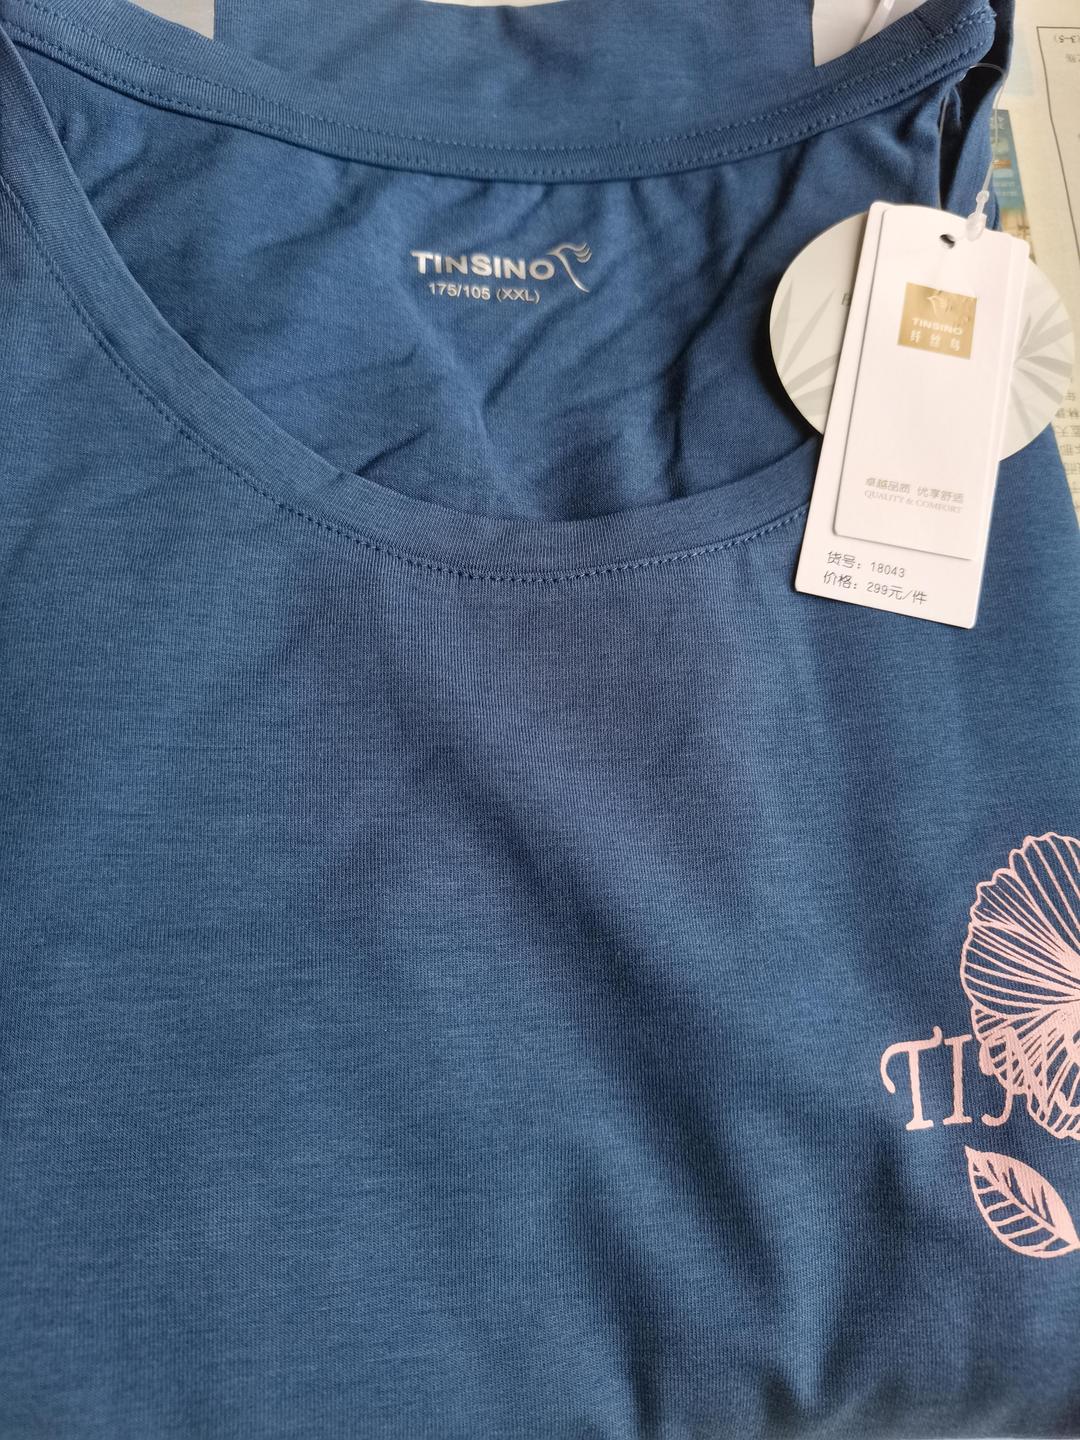 TINSINO
175/105 (XXL)
TINSINO
纤丝鸟
卓越品质 优享舒适
QUALITY & COMFORT
货号: 18043
价格: 299元/件